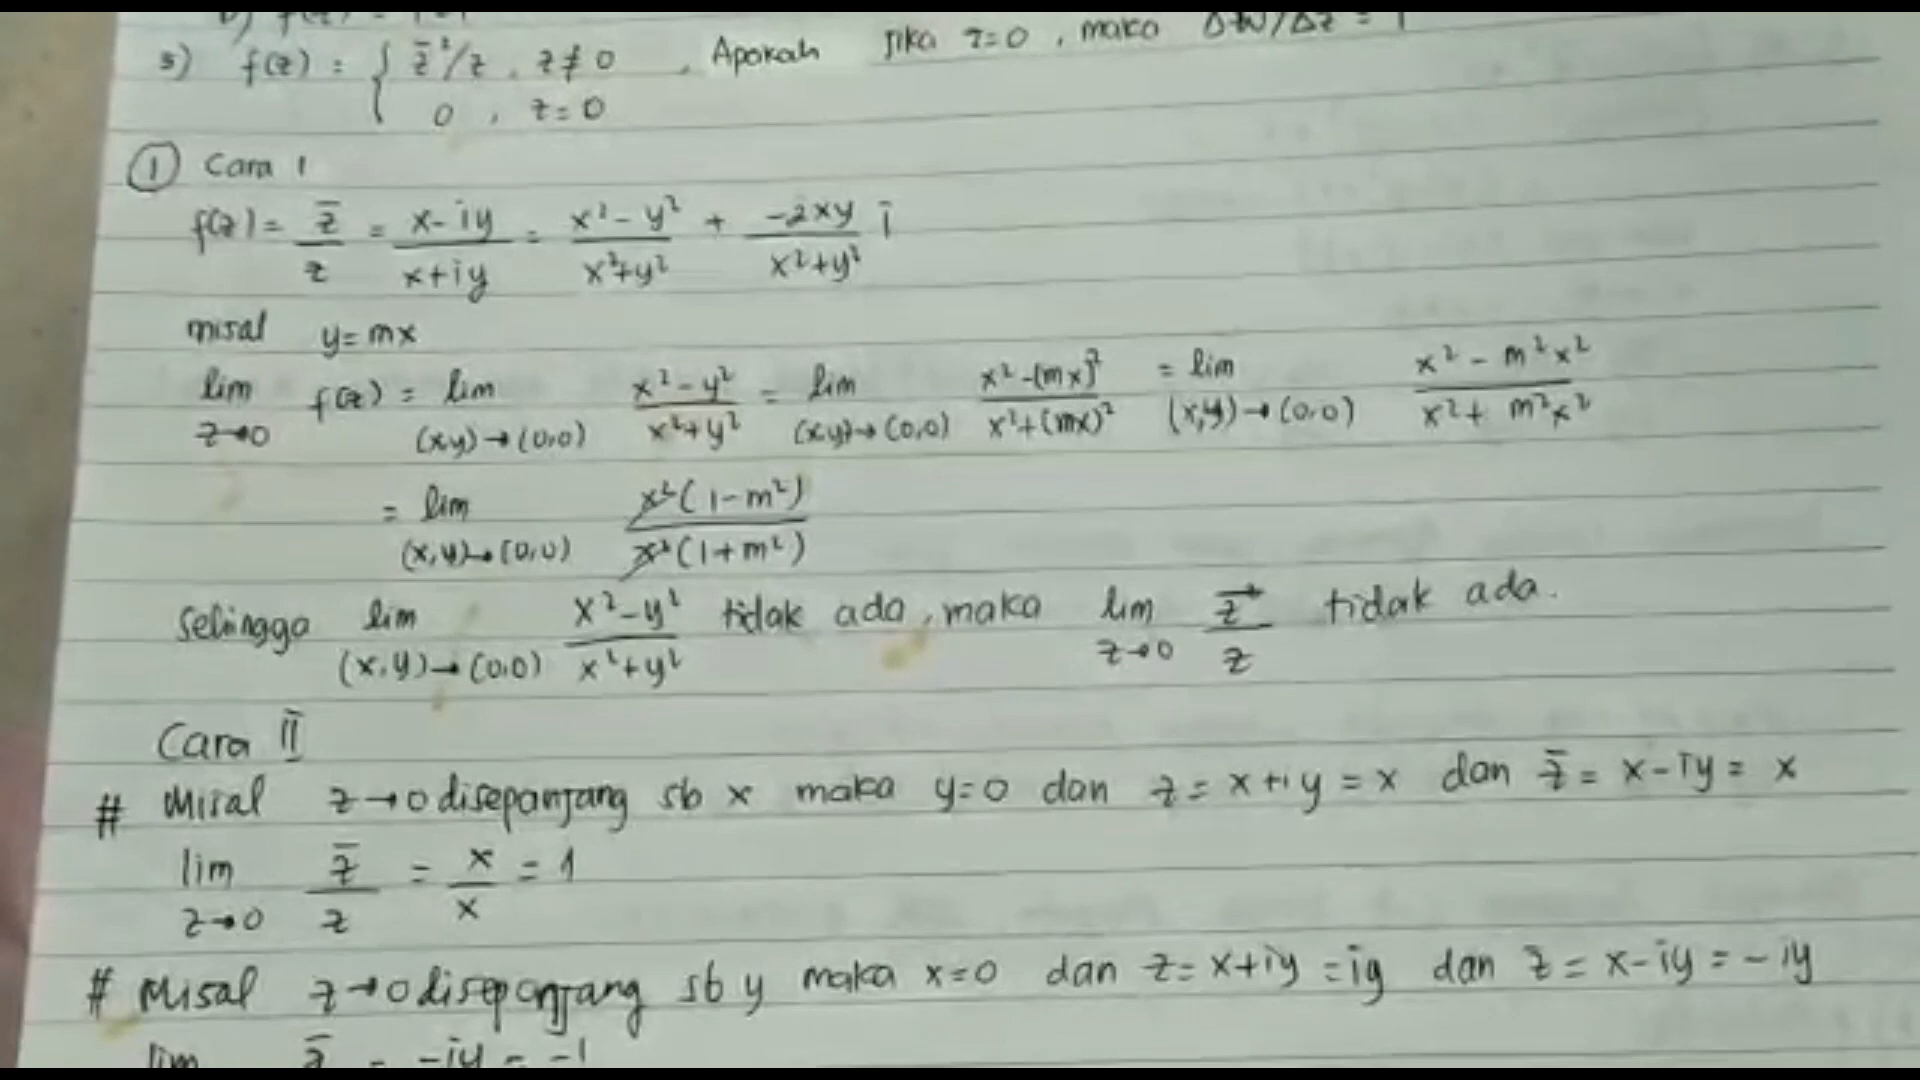 b) f(z) =
3) f(z) = { z̄²/z , z ≠ 0 , Apakah jika z=0 , maka Δw/Δz = 1
0 , z=0
① Cara I
f(z) = z̄/z = (x-iy)/(x+iy) = (x²-y²)/(x²+y²) + (-2xy)/(x²+y²) i
misal y=mx
lim z→0 f(z) = lim (x,y)→(0,0) (x²-y²)/(x²+y²) = lim (x,y)→(0,0) (x²-(mx)²)/(x²+(mx)²) = lim (x,y)→(0,0) (x²-m²x²)/(x²+m²x²)
= lim (x,y)→(0,0) x²(1-m²)/x²(1+m²)
Sehingga lim (x,y)→(0,0) (x²-y²)/(x²+y²) tidak ada, maka lim z→0 z̄/z tidak ada.
Cara II
# Misal z→0 disepanjang sb x maka y=0 dan z = x+iy = x dan z̄ = x-iy = x
lim z→0 z̄/z = x/x = 1
# Misal z→0 disepanjang sb y maka x=0 dan z = x+iy = iy dan z̄ = x-iy = -iy
lim z̄ = -iy = -1